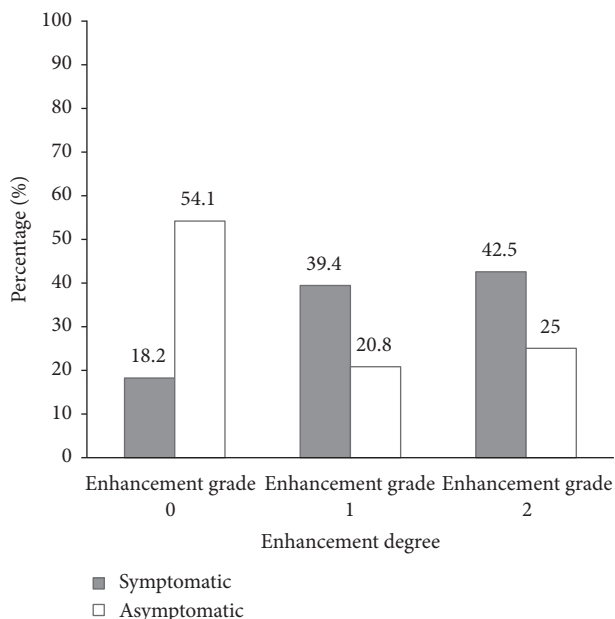 100
90
80
70
60
50
40
30
20
10
0
Percentage (%)
18.2
54.1
39.4
20.8
42.5
25
Enhancement grade
0
Enhancement grade
1
Enhancement grade
2
Enhancement degree
Symptomatic
Asymptomatic